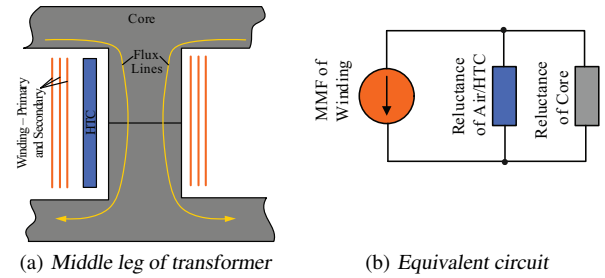 Core
Flux
Lines
Winding – Primary
and Secondary
HTC
(a) Middle leg of transformer
MMF of
Winding
Reluctance
of Air/HTC
Reluctance
of Core
(b) Equivalent circuit